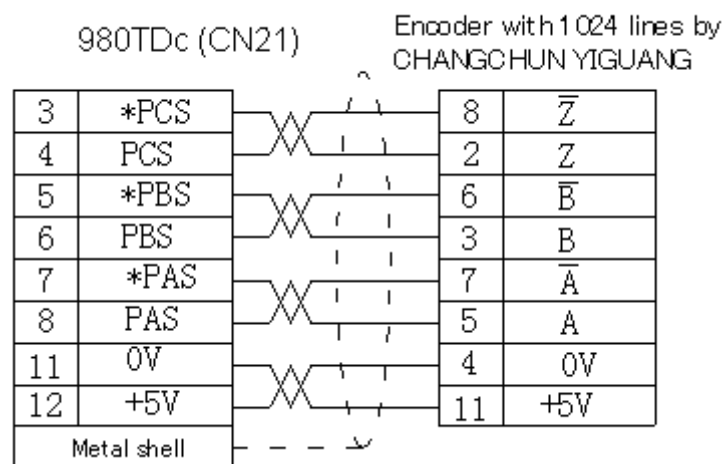 980TDc (CN21)
Encoder with 1024 lines by
CHANGCHUN YIGUANG
3 *PCS 8 Z̅
4 PCS 2 Z
5 *PBS 6 B̅
6 PBS 3 B
7 *PAS 7 A̅
8 PAS 5 A
11 0V 4 0V
12 +5V 11 +5V
Metal shell